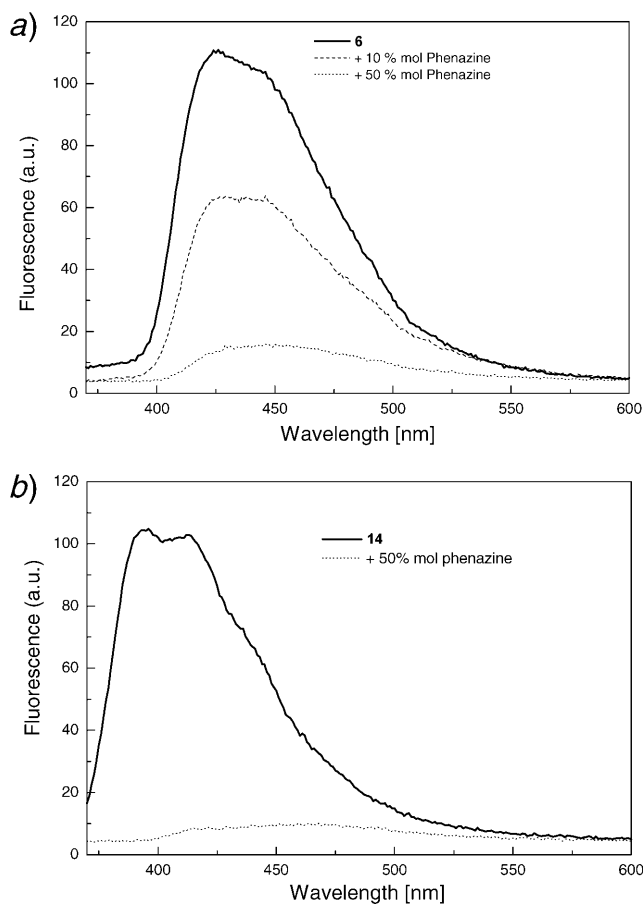 a)
120
100
80
60
40
20
0
Fluorescence (a.u.)
6
+ 10 % mol Phenazine
+ 50 % mol Phenazine
400 450 500 550 600
Wavelength [nm]
b)
120
100
80
60
40
20
0
Fluorescence (a.u.)
14
+ 50% mol phenazine
400 450 500 550 600
Wavelength [nm]